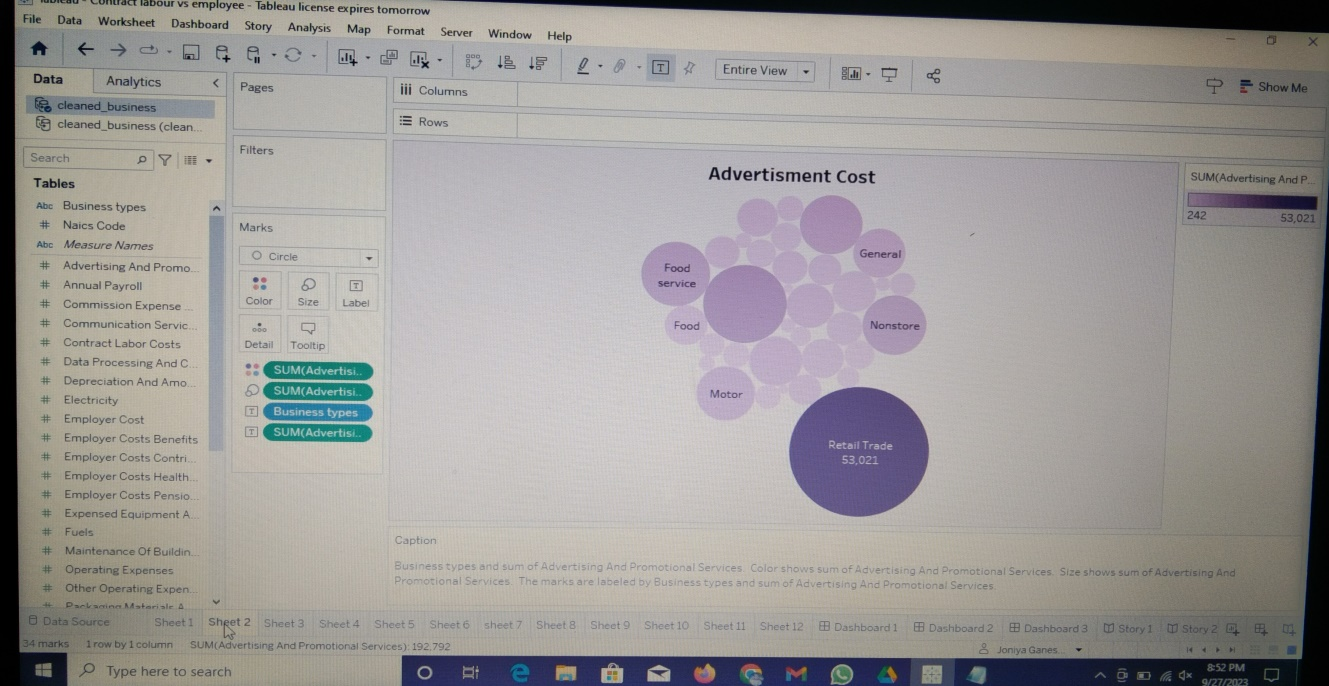 Tableau - Contract labour vs employee - Tableau license expires tomorrow
File Data Worksheet Dashboard Story Analysis Map Format Server Window Help
Entire View
Show Me
Data Analytics
cleaned_business
cleaned_business (clean...
Search
Tables
Abc Business types
# Naics Code
Abc Measure Names
# Advertising And Promo...
# Annual Payroll
# Commission Expense ...
# Communication Servic...
# Contract Labor Costs
# Data Processing And C...
# Depreciation And Amo...
# Electricity
# Employer Cost
# Employer Costs Benefits
# Employer Costs Contri...
# Employer Costs Health...
# Employer Costs Pensio...
# Expensed Equipment A...
# Fuels
# Maintenance Of Buildin...
# Operating Expenses
# Other Operating Expen...
# Packaging Materials A...
Pages
Filters
Marks
Circle
Color Size Label
Detail Tooltip
SUM(Advertisi..
SUM(Advertisi..
Business types
SUM(Advertisi..
Columns
Rows
Advertisment Cost
General
Food
service
Food
Nonstore
Motor
Retail Trade
53,021
SUM(Advertising And P...
242 53,021
Caption
Business types and sum of Advertising And Promotional Services. Color shows sum of Advertising And Promotional Services. Size shows sum of Advertising And
Promotional Services. The marks are labeled by Business types and sum of Advertising And Promotional Services.
Data Source Sheet 1 Sheet 2 Sheet 3 Sheet 4 Sheet 5 Sheet 6 sheet 7 Sheet 8 Sheet 9 Sheet 10 Sheet 11 Sheet 12 Dashboard 1 Dashboard 2 Dashboard 3 Story 1 Story 2
34 marks 1 row by 1 column SUM(Advertising And Promotional Services): 192,792
Joniya Ganes...
Type here to search
8:52 PM
9/27/2023